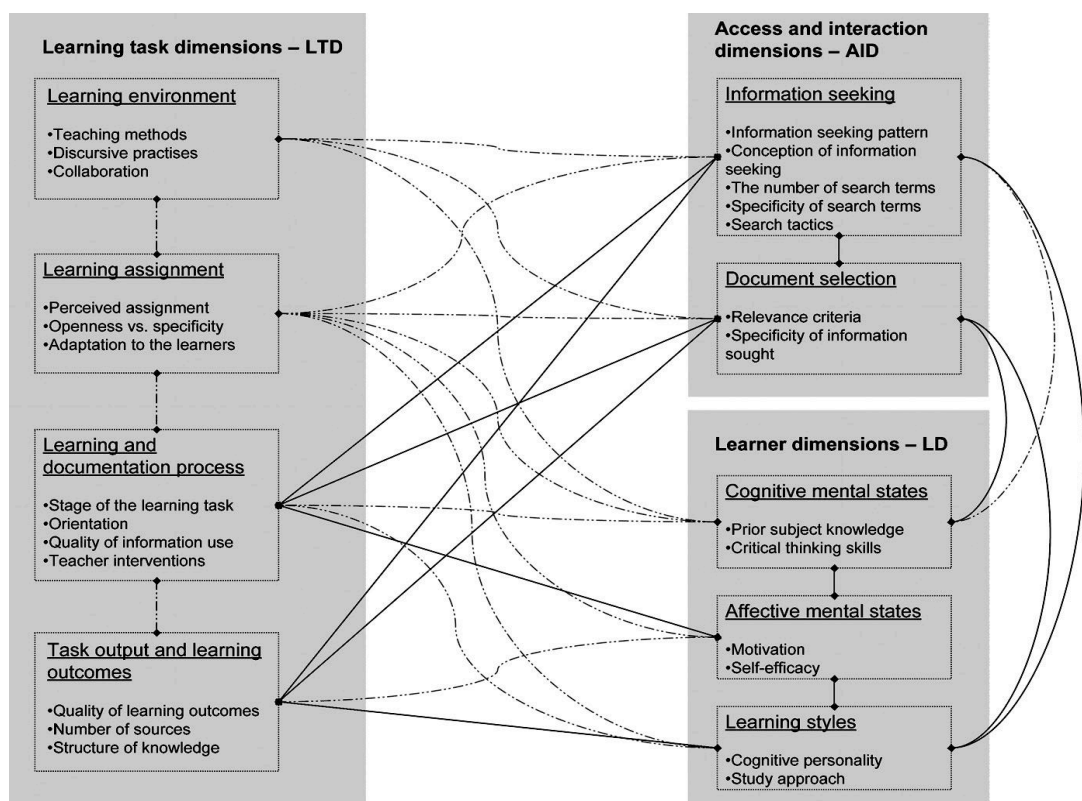 Learning task dimensions – LTD
Learning environment
•Teaching methods
•Discursive practises
•Collaboration
Learning assignment
•Perceived assignment
•Openness vs. specificity
•Adaptation to the learners
Learning and
documentation process
•Stage of the learning task
•Orientation
•Quality of information use
•Teacher interventions
Task output and learning
outcomes
•Quality of learning outcomes
•Number of sources
•Structure of knowledge
Access and interaction
dimensions – AID
Information seeking
•Information seeking pattern
•Conception of information
seeking
•The number of search terms
•Specificity of search terms
•Search tactics
Document selection
•Relevance criteria
•Specificity of information
sought
Learner dimensions – LD
Cognitive mental states
•Prior subject knowledge
•Critical thinking skills
Affective mental states
•Motivation
•Self-efficacy
Learning styles
•Cognitive personality
•Study approach